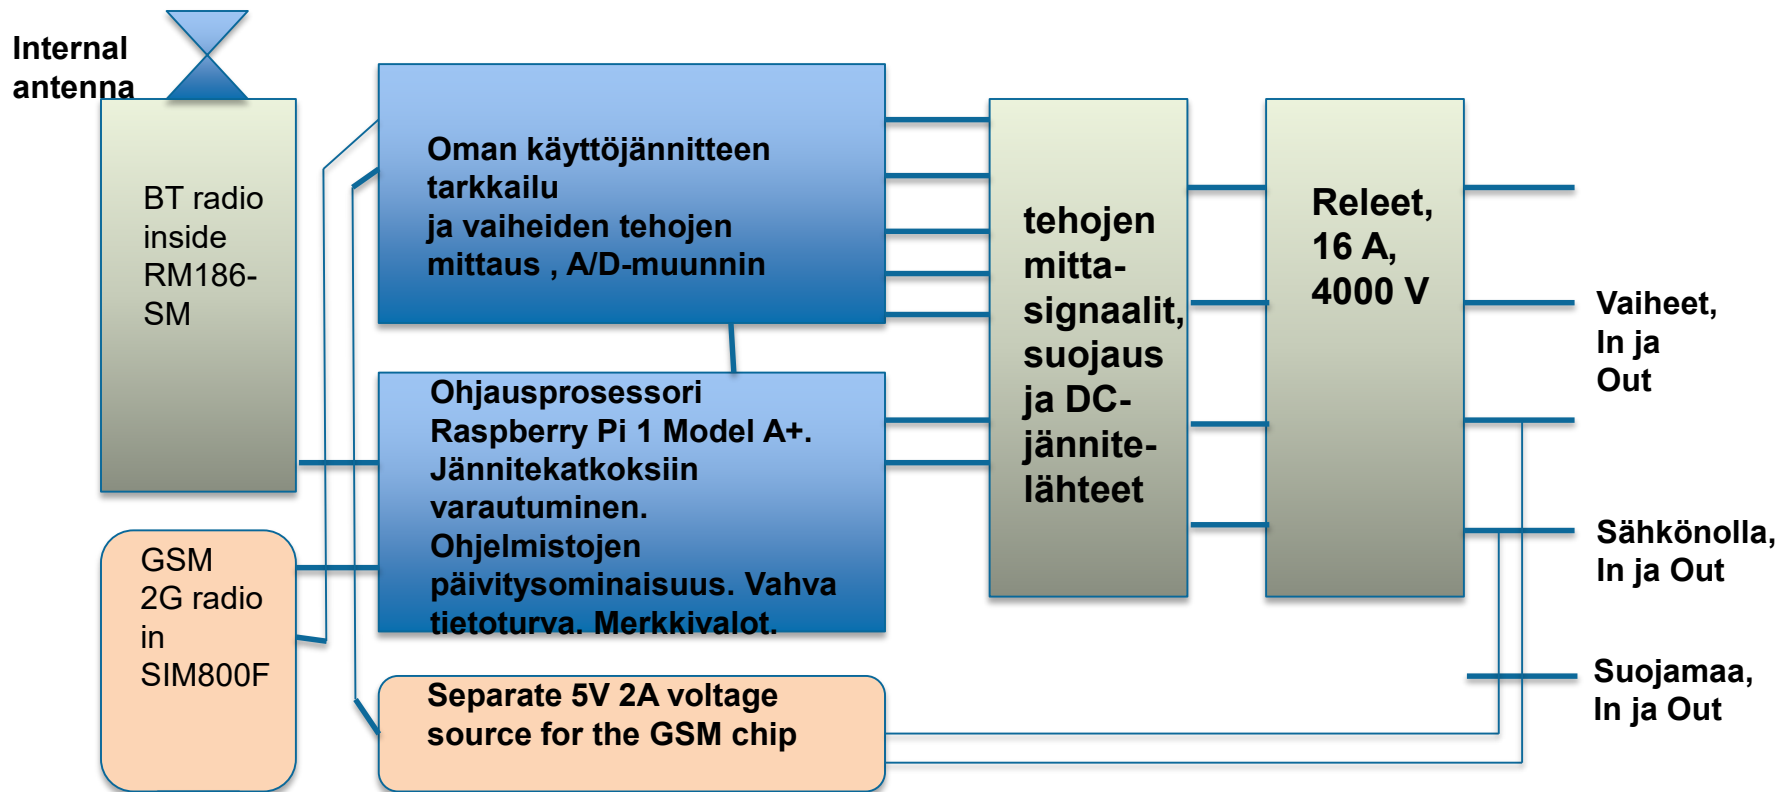 Internal
antenna
BT radio
inside
RM186-
SM
GSM
2G radio
in
SIM800F
Oman käyttöjännitteen
tarkkailu
ja vaiheiden tehojen
mittaus , A/D-muunnin
Ohjausprosessori
Raspberry Pi 1 Model A+.
Jännitekatkoksiin
varautuminen.
Ohjelmistojen
päivitysominaisuus. Vahva
tietoturva. Merkkivalot.
Separate 5V 2A voltage
source for the GSM chip
tehojen
mitta-
signaalit,
suojaus
ja DC-
jännite-
lähteet
Releet,
16 A,
4000 V
Vaiheet,
In ja
Out
Sähkönolla,
In ja Out
Suojamaa,
In ja Out